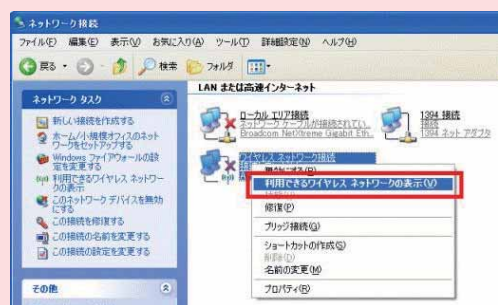 ネットワーク接続
ファイル(F) 編集(E) 表示(V) お気に入り(A) ツール(T) 詳細設定(N) ヘルプ(H)
戻る 検索 フォルダ
LAN または高速インターネット
ネットワーク タスク
新しい接続を作成する
ホーム/小規模オフィスのネット
ワークをセットアップする
Windows ファイアウォールの設
定を変更する
利用できるワイヤレス ネットワー
クの表示
このネットワーク デバイスを無効
にする
この接続を修復する
この接続の名前を変更する
この接続の設定を変更する
その他
ローカル エリア接続
ネットワーク ケーブルが接続されてい...
Broadcom NetXtreme Gigabit Eth...
1394 接続
接続
1394 ネット アダプタ
ワイヤレス ネットワーク接続
無効にする(B)
利用できるワイヤレス ネットワークの表示(V)
修復(P)
ブリッジ接続(G)
ショートカットの作成(S)
削除(D)
名前の変更(M)
プロパティ(R)